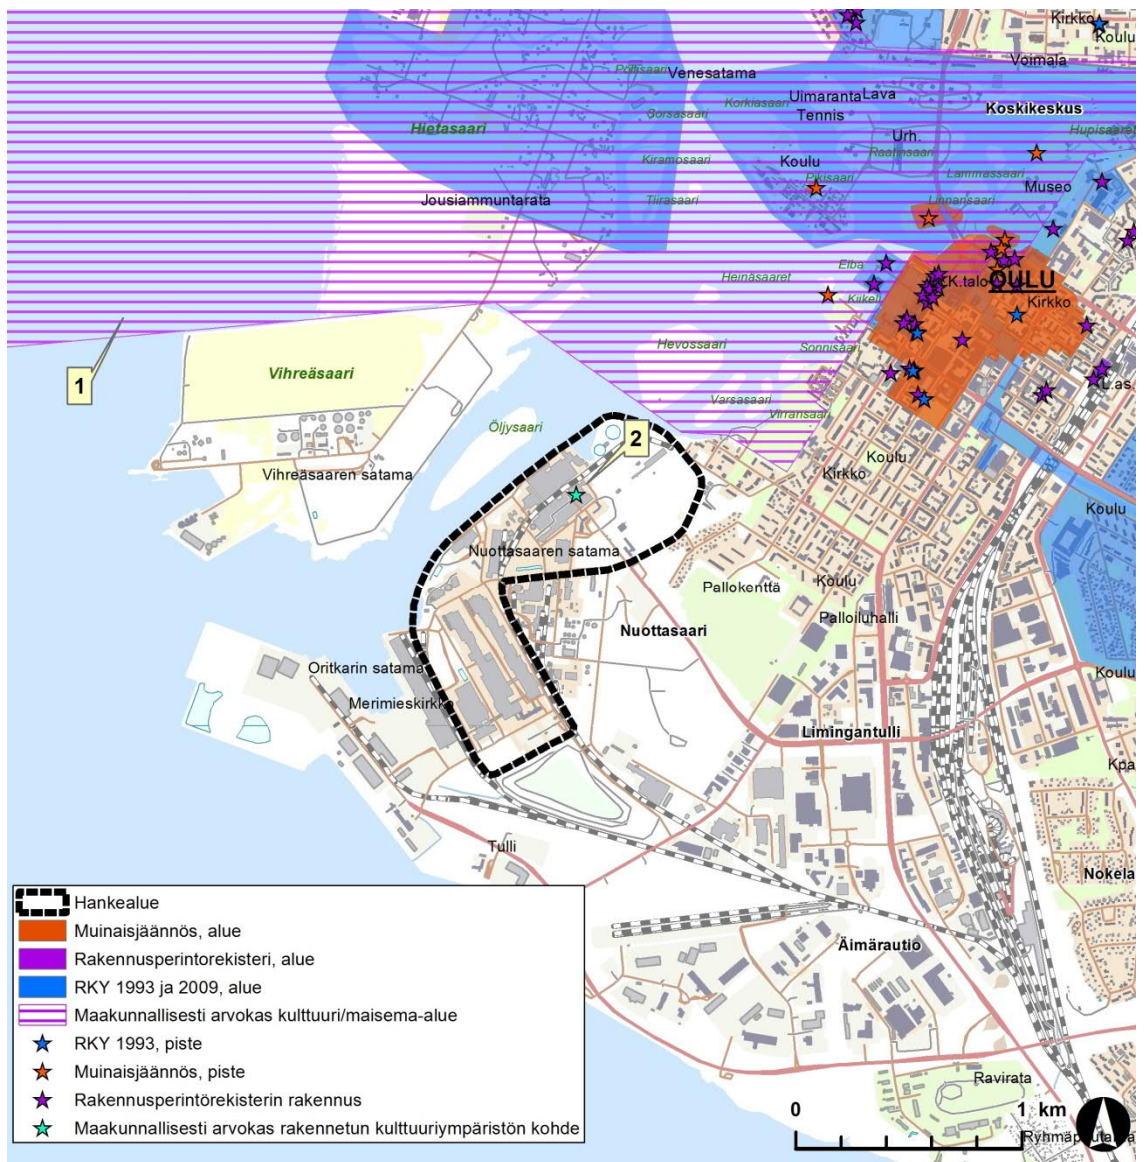 Kirkko
Koulu
Voimala
Venesatama
Korkiasaari
Uimaranta
Lava
Tennis
Koskikeskus
Sorsasaari
Hietasaari
Urh.
Hupisaaret
Raatinsaari
Kiramosaari
Koulu
Lammassaari
Pikisaari
Museo
Jousiammuntarata
Tiirasaari
Linnansaari
Elba
Heinäsaaret
K.talo
OULU
Kiikeli
Kirkko
Hevossaari
Sonnisaari
1
Vihreäsaari
L.as.
Varsasaari
Virransaari
Öljysaari
2
Koulu
Kirkko
Vihreäsaaren satama
Koulu
Nuottasaaren satama
Pallokenttä
Koulu
Palloiluhalli
Nuottasaari
Oritkarin satama
Koulu
Merimieskirkko
Limingantulli
Kpa
Tulli
Nokela
Äimärautio
Hankealue
Muinaisjäännös, alue
Rakennusperintorekisteri, alue
RKY 1993 ja 2009, alue
Maakunnallisesti arvokas kulttuuri/maisema-alue
RKY 1993, piste
Muinaisjäännös, piste
Rakennusperintörekisterin rakennus
Maakunnallisesti arvokas rakennetun kulttuuriympäristön kohde
Ravirata
0 1 km